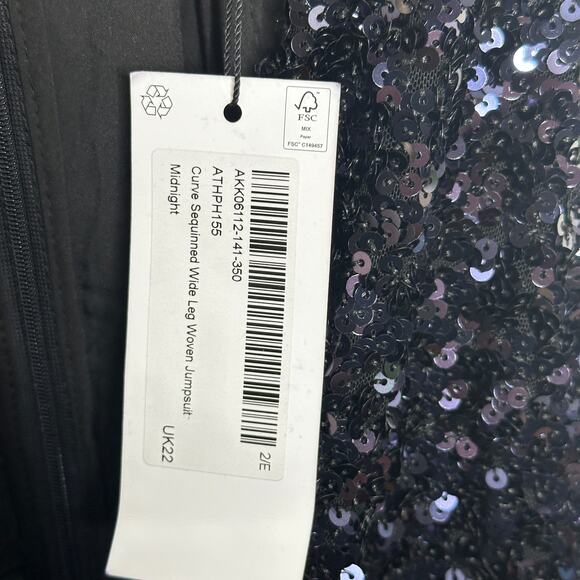 FSC
MIX
Paper
FSC® C149457
2/E
AKK06112-141-350
ATHPH155
Curve Sequinned Wide Leg Woven Jumpsuit
Midnight
UK22